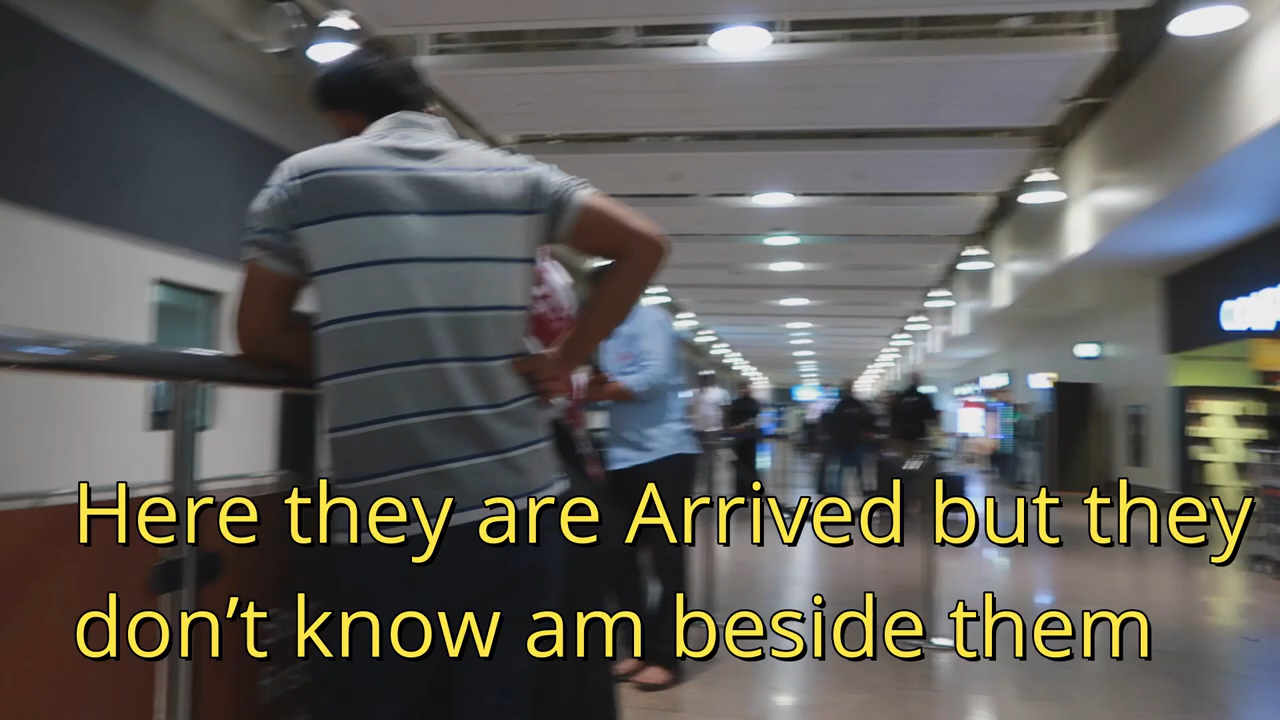 Here they are Arrived but they
don’t know am beside them